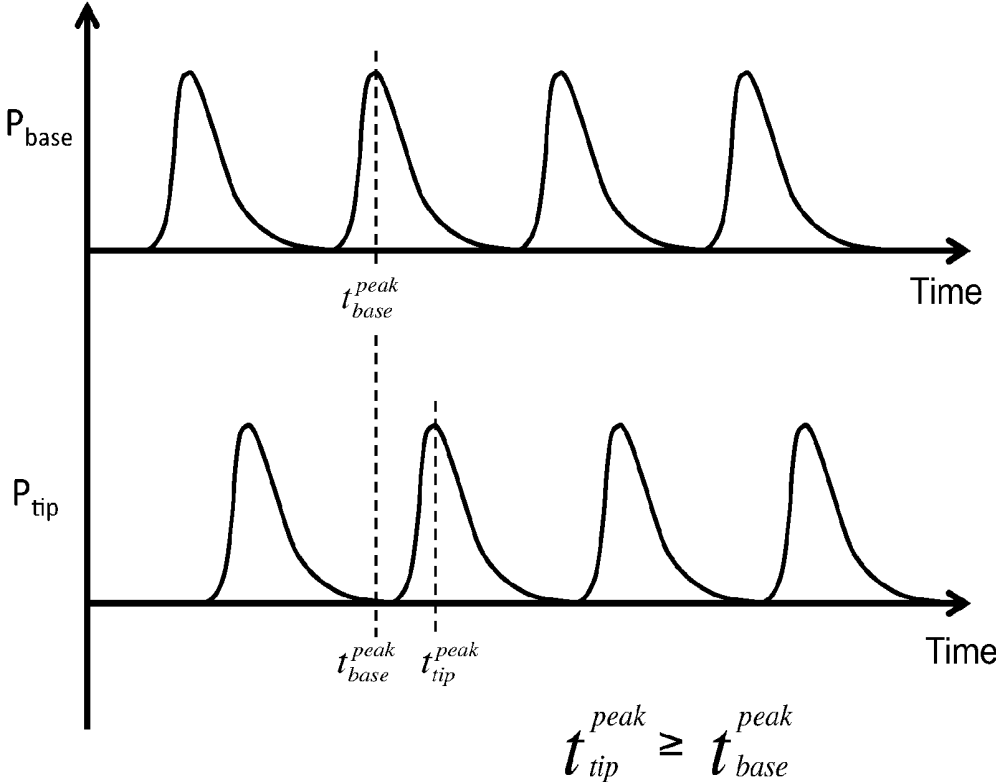 P_base
Time
t_base^peak
P_tip
Time
t_base^peak t_tip^peak
t_tip^peak ≥ t_base^peak